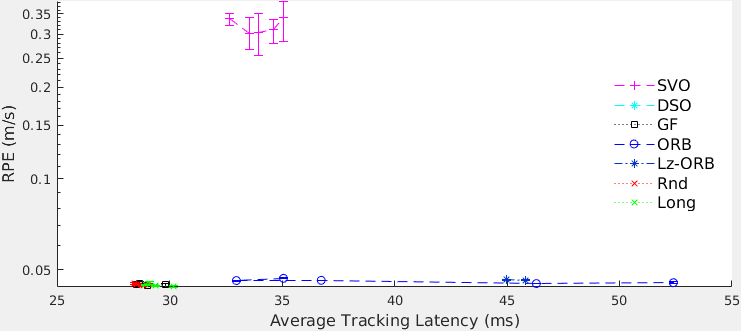 0.35
0.3
0.25
0.2
0.15
0.1
0.05
RPE (m/s)
SVO
DSO
GF
ORB
Lz-ORB
Rnd
Long
25 30 35 40 45 50 55
Average Tracking Latency (ms)